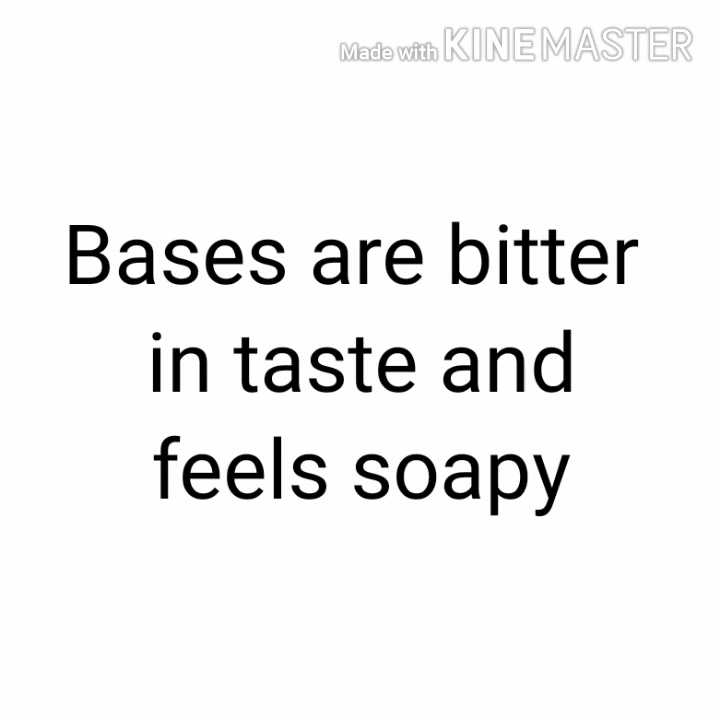 Made with KINEMASTER
Bases are bitter
in taste and
feels soapy